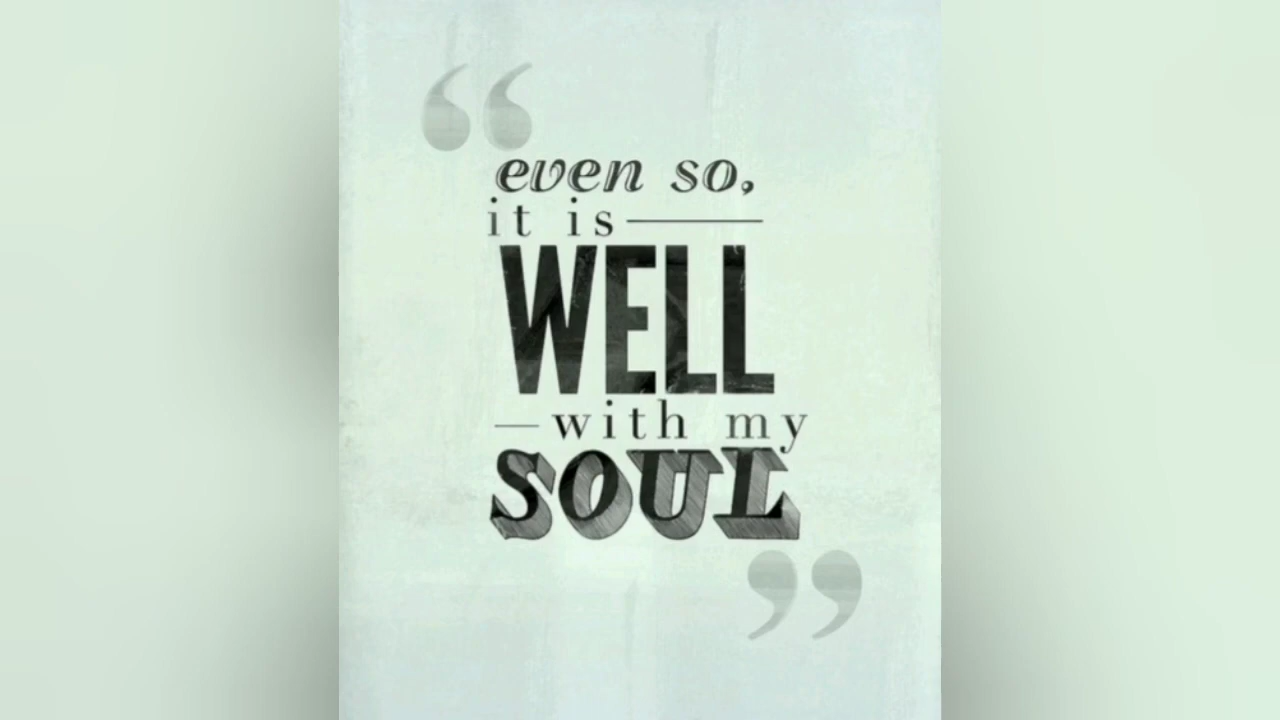 “
even so,
it is
WELL
—with my
SOUL
”